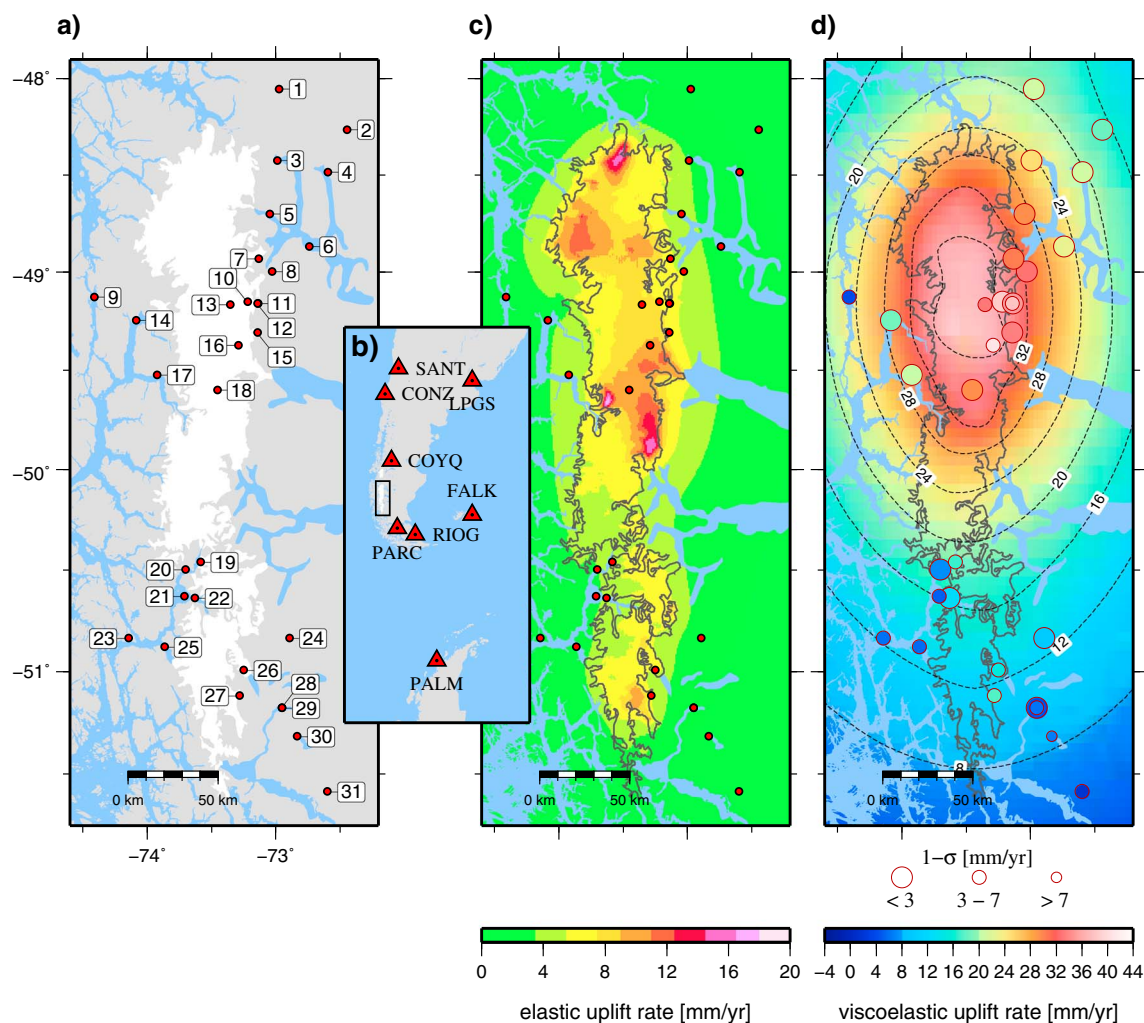 a)
c)
d)
−48˚
−49˚
−50˚
−51˚
−74˚
−73˚
1
2
3
4
5
6
7
8
9
10
11
12
13
14
15
16
17
18
19
20
21
22
23
24
25
26
27
28
29
30
31
0 km
50 km
b)
SANT
CONZ
LPGS
COYQ
FALK
RIOG
PARC
PALM
0 km
50 km
20
24
32
28
28
24
20
16
12
8
0 km
50 km
1−σ [mm/yr]
< 3
3 − 7
> 7
0 4 8 12 16 20
elastic uplift rate [mm/yr]
−4 0 4 8 12 16 20 24 28 32 36 40 44
viscoelastic uplift rate [mm/yr]